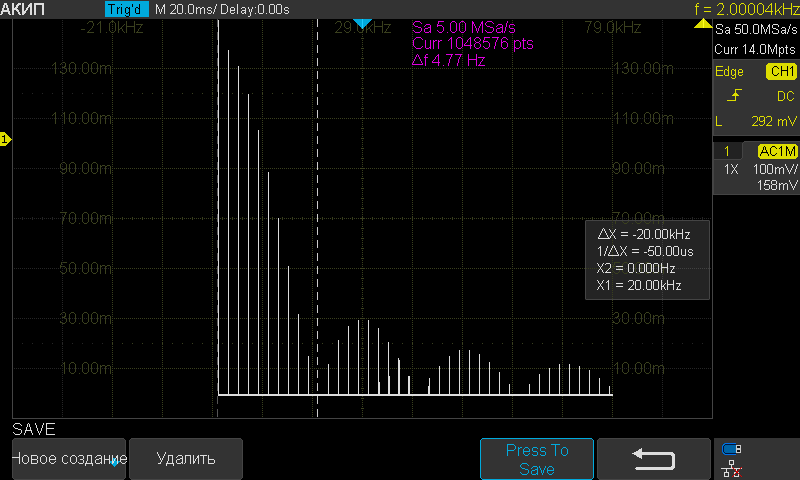 АКИП Trig'd M 20.0ms/ Delay:0.00s f = 2.00004kHz
-21.0kHz 29.0kHz 79.0kHz
Sa 5.00 MSa/s
Curr 1048576 pts
Δf 4.77 Hz
Sa 50.0MSa/s
Curr 14.0Mpts
Edge CH1
DC
L 292 mV
1 AC1M
1X 100mV/
158mV
130.00m 130.00m
110.00m 110.00m
1
90.00m 90.00m
70.00m 70.00m
50.00m 50.00m
30.00m 30.00m
10.00m 10.00m
ΔX = -20.00kHz
1/ΔX = -50.00us
X2 = 0.000Hz
X1 = 20.00kHz
SAVE
Новое создание
Удалить
Press To
Save